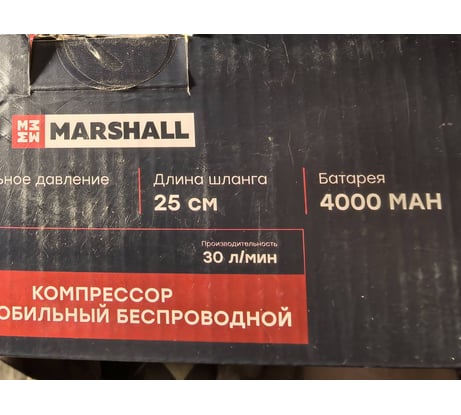 MARSHALL
ьное давление
Длина шланга
25 см
Батарея
4000 MAH
Производительность
30 л/мин
КОМПРЕССОР
ОБИЛЬНЫЙ БЕСПРОВОДНОЙ